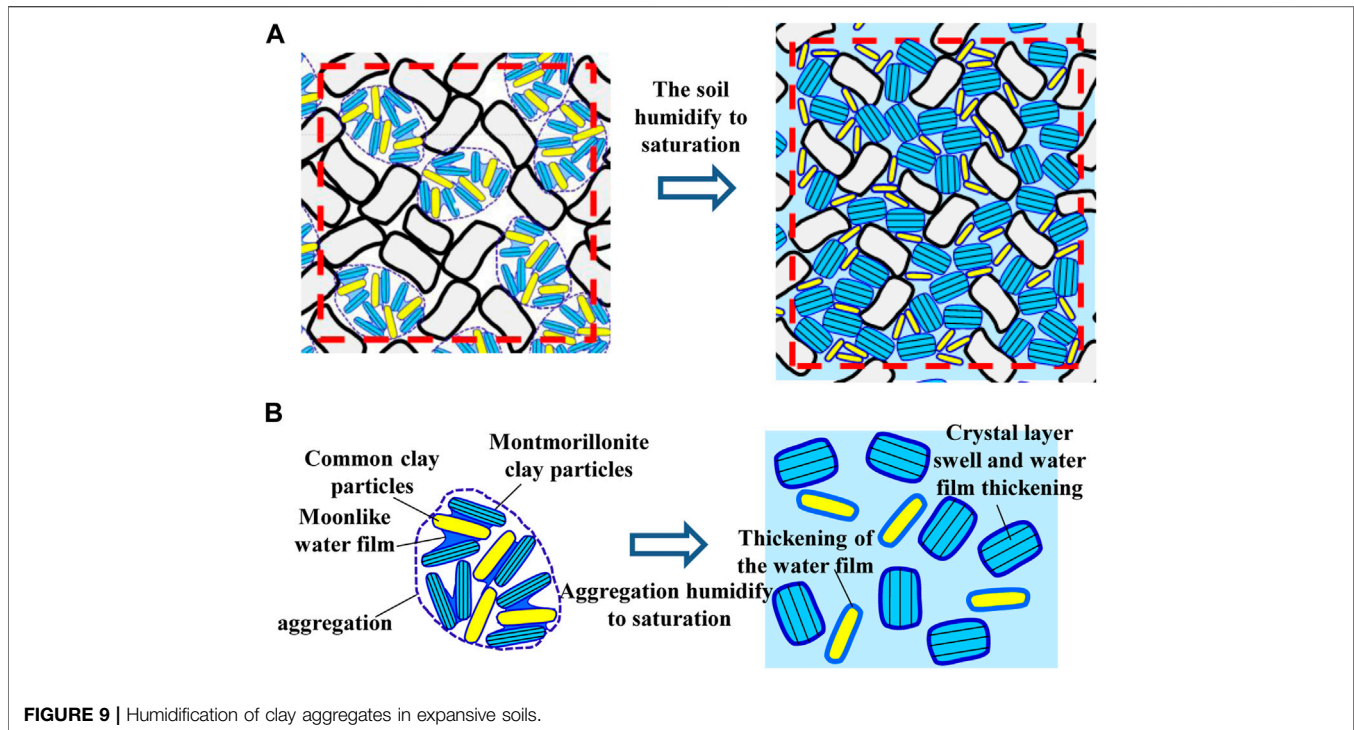 A
The soil
humidify to
saturation
B
Common clay
particles
Montmorillonite
clay particles
Moonlike
water film
aggregation
Aggregation humidify
to saturation
Crystal layer
swell and water
film thickening
Thickening of
the water film
FIGURE 9 | Humidification of clay aggregates in expansive soils.